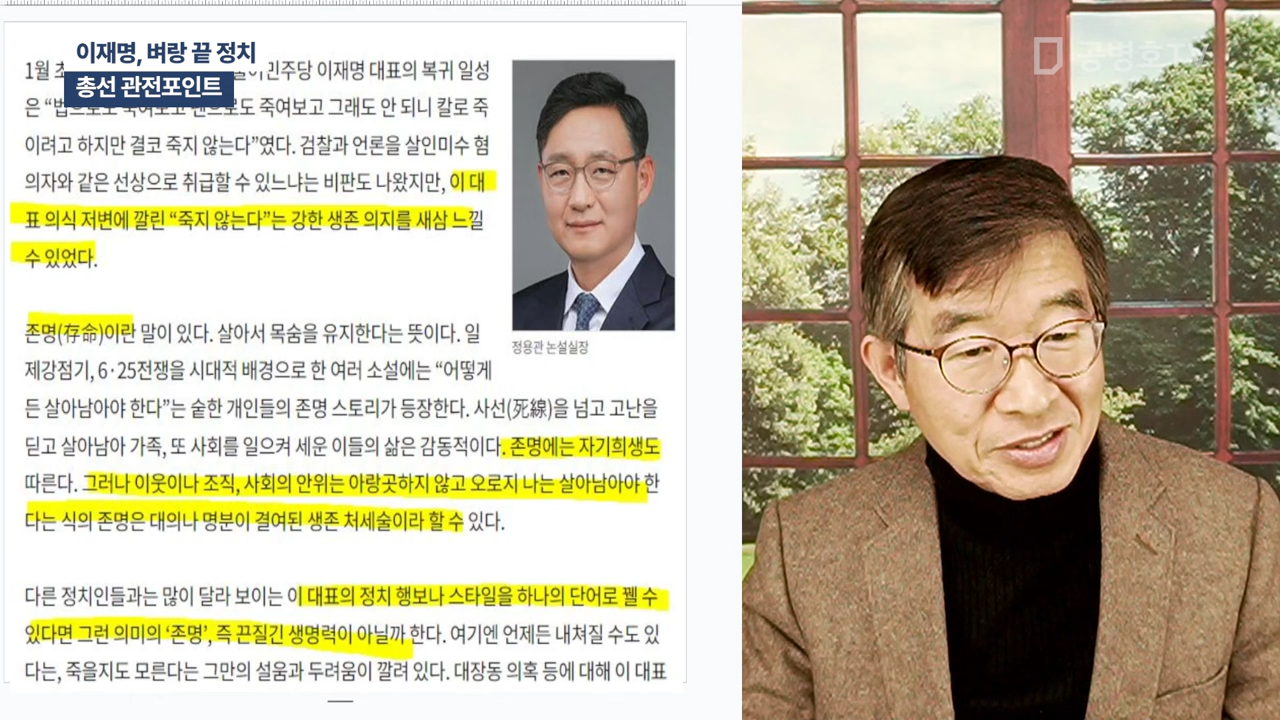 이재명, 벼랑 끝 정치
총선 관전포인트
공병호TV
1월 초 민주당 이재명 대표의 복귀 일성
은 “법으로도 죽여보고 펜으로도 죽여보고 그래도 안 되니 칼로 죽
이려고 하지만 결코 죽지 않는다”였다. 검찰과 언론을 살인미수 혐
의자와 같은 선상으로 취급할 수 있느냐는 비판도 나왔지만, 이 대
표 의식 저변에 깔린 “죽지 않는다”는 강한 생존 의지를 새삼 느낄
수 있었다.
존명(存命)이란 말이 있다. 살아서 목숨을 유지한다는 뜻이다. 일
제강점기, 6·25전쟁을 시대적 배경으로 한 여러 소설에는 “어떻게
든 살아남아야 한다”는 숱한 개인들의 존명 스토리가 등장한다. 사선(死線)을 넘고 고난을
딛고 살아남아 가족, 또 사회를 일으켜 세운 이들의 삶은 감동적이다. 존명에는 자기희생도
따른다. 그러나 이웃이나 조직, 사회의 안위는 아랑곳하지 않고 오로지 나는 살아남아야 한
다는 식의 존명은 대의나 명분이 결여된 생존 처세술이라 할 수 있다.
정용관 논설실장
다른 정치인들과는 많이 달라 보이는 이 대표의 정치 행보나 스타일을 하나의 단어로 꿸 수
있다면 그런 의미의 ‘존명’, 즉 끈질긴 생명력이 아닐까 한다. 여기엔 언제든 내쳐질 수도 있
다는, 죽을지도 모른다는 그만의 설움과 두려움이 깔려 있다. 대장동 의혹 등에 대해 이 대표